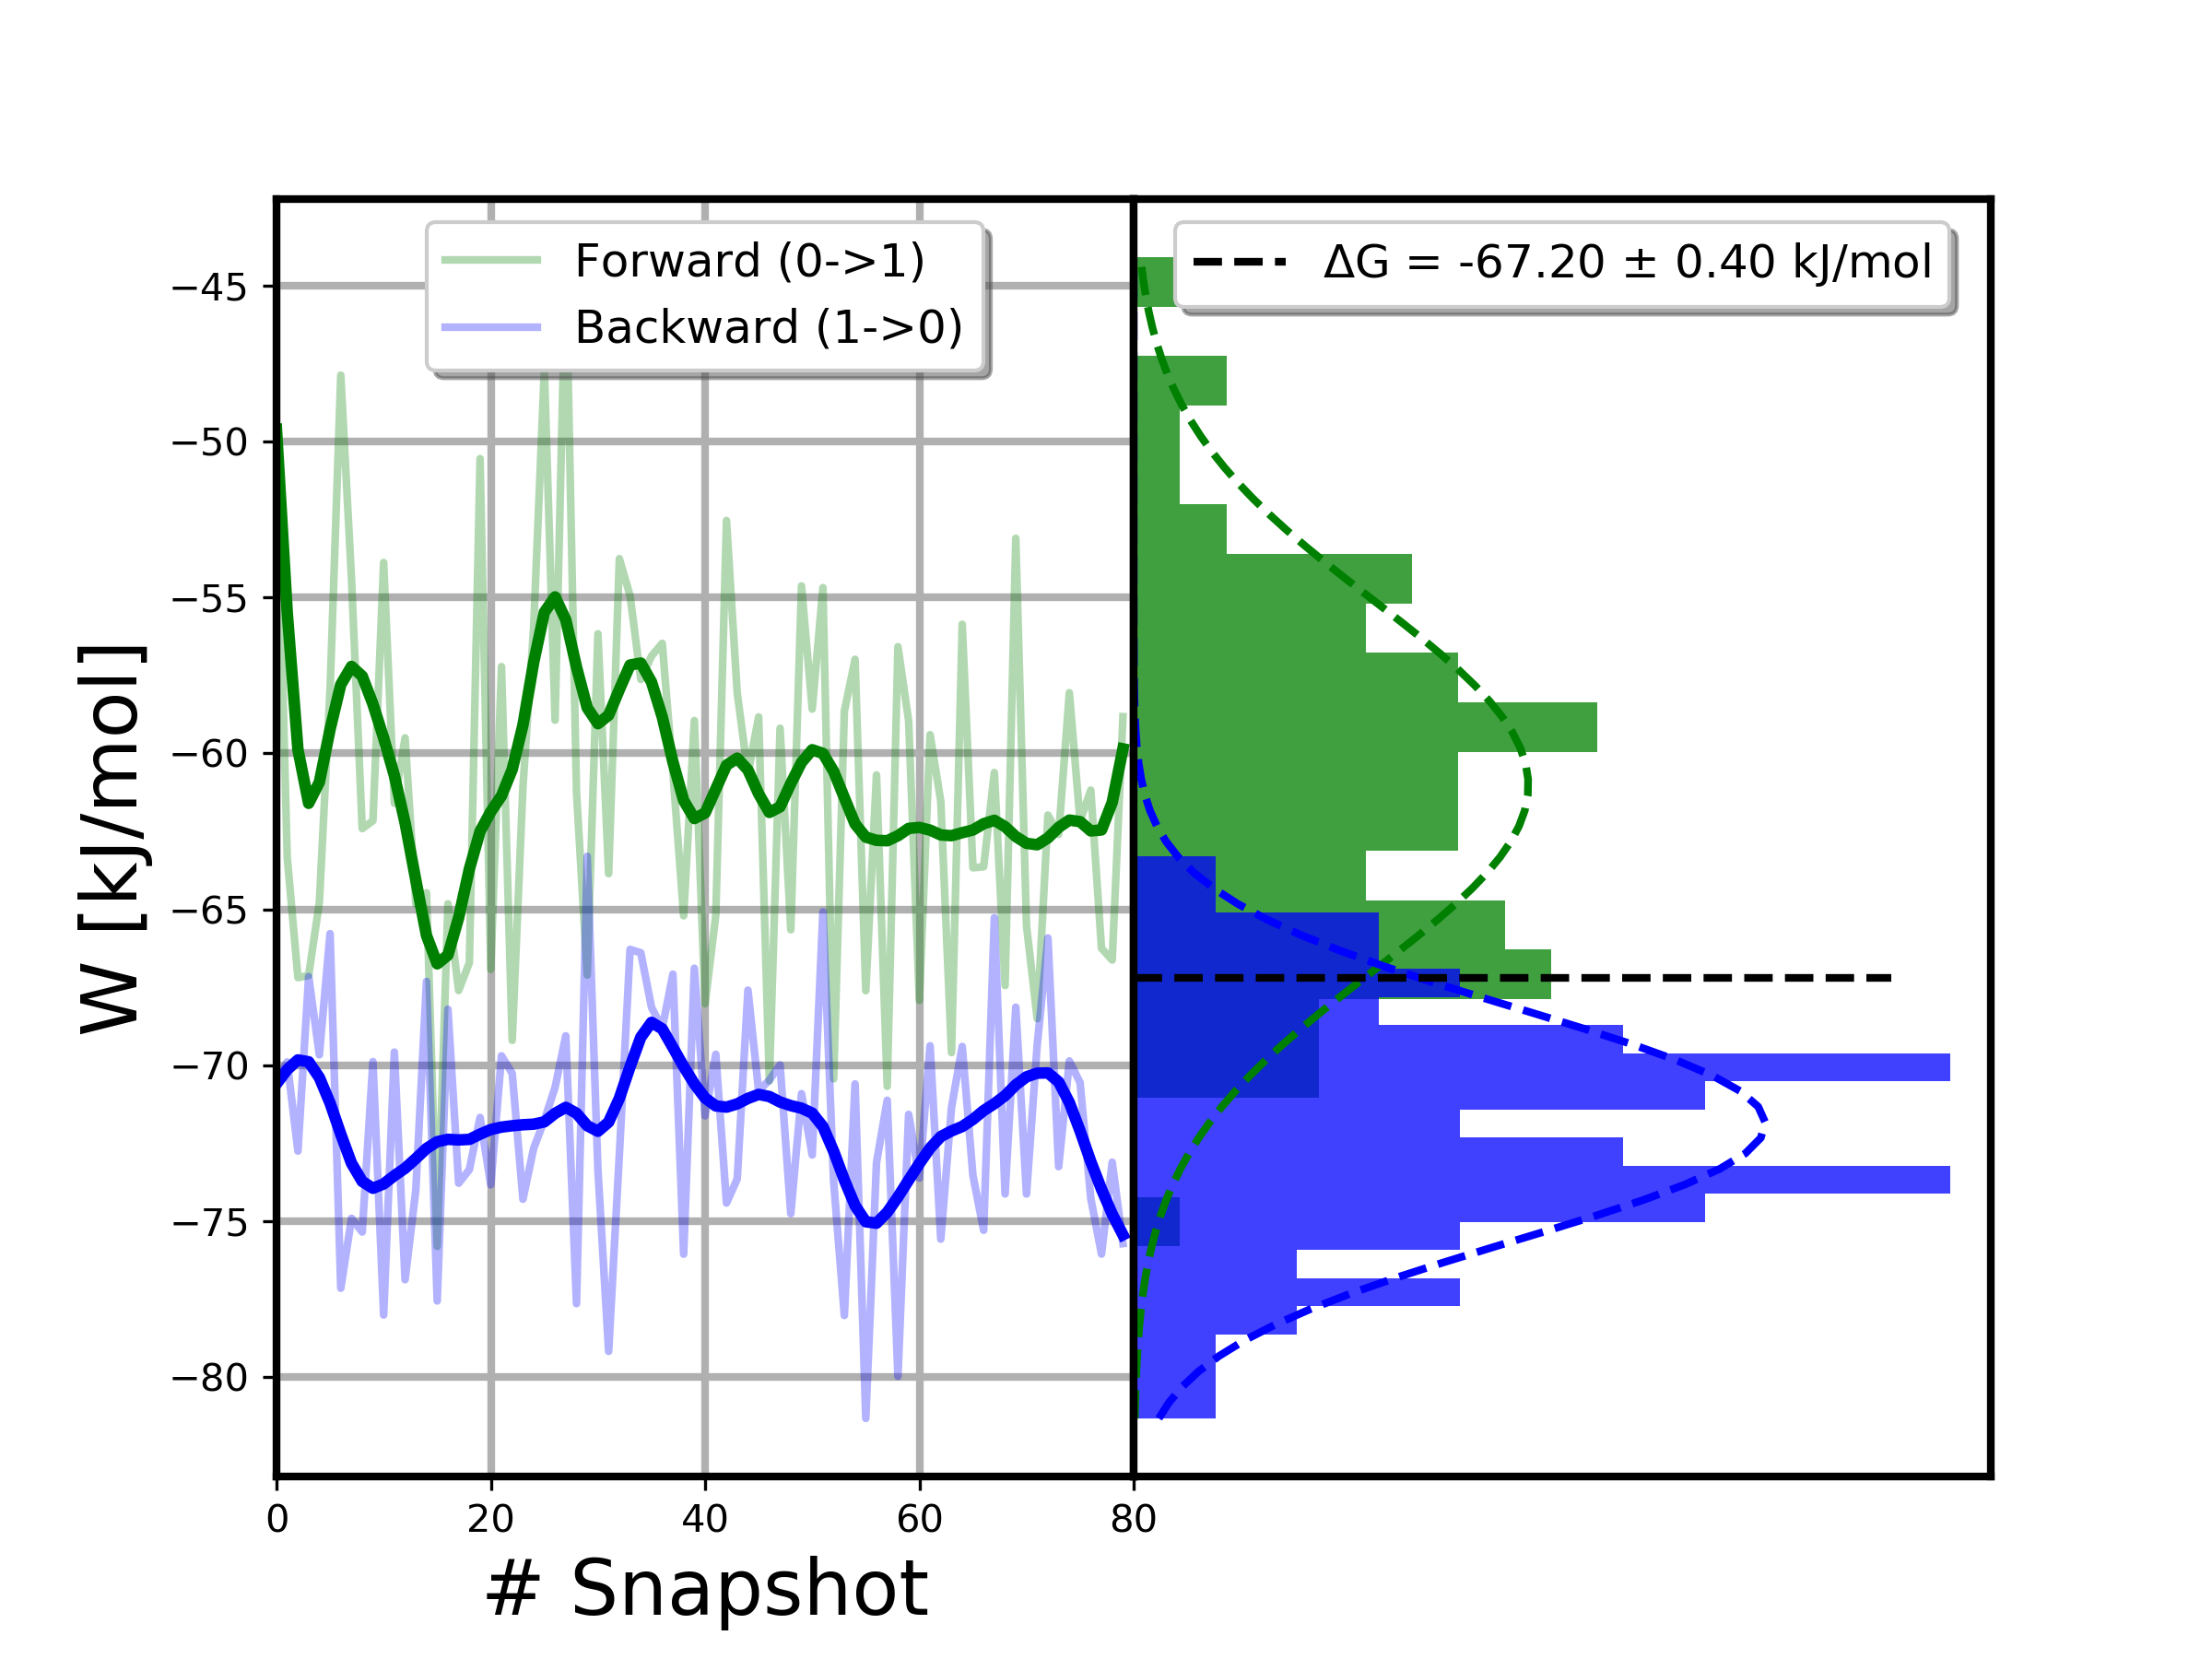 Forward (0->1)
Backward (1->0)
ΔG = -67.20 ± 0.40 kJ/mol
W [kJ/mol]
−45
−50
−55
−60
−65
−70
−75
−80
0 20 40 60 80
# Snapshot